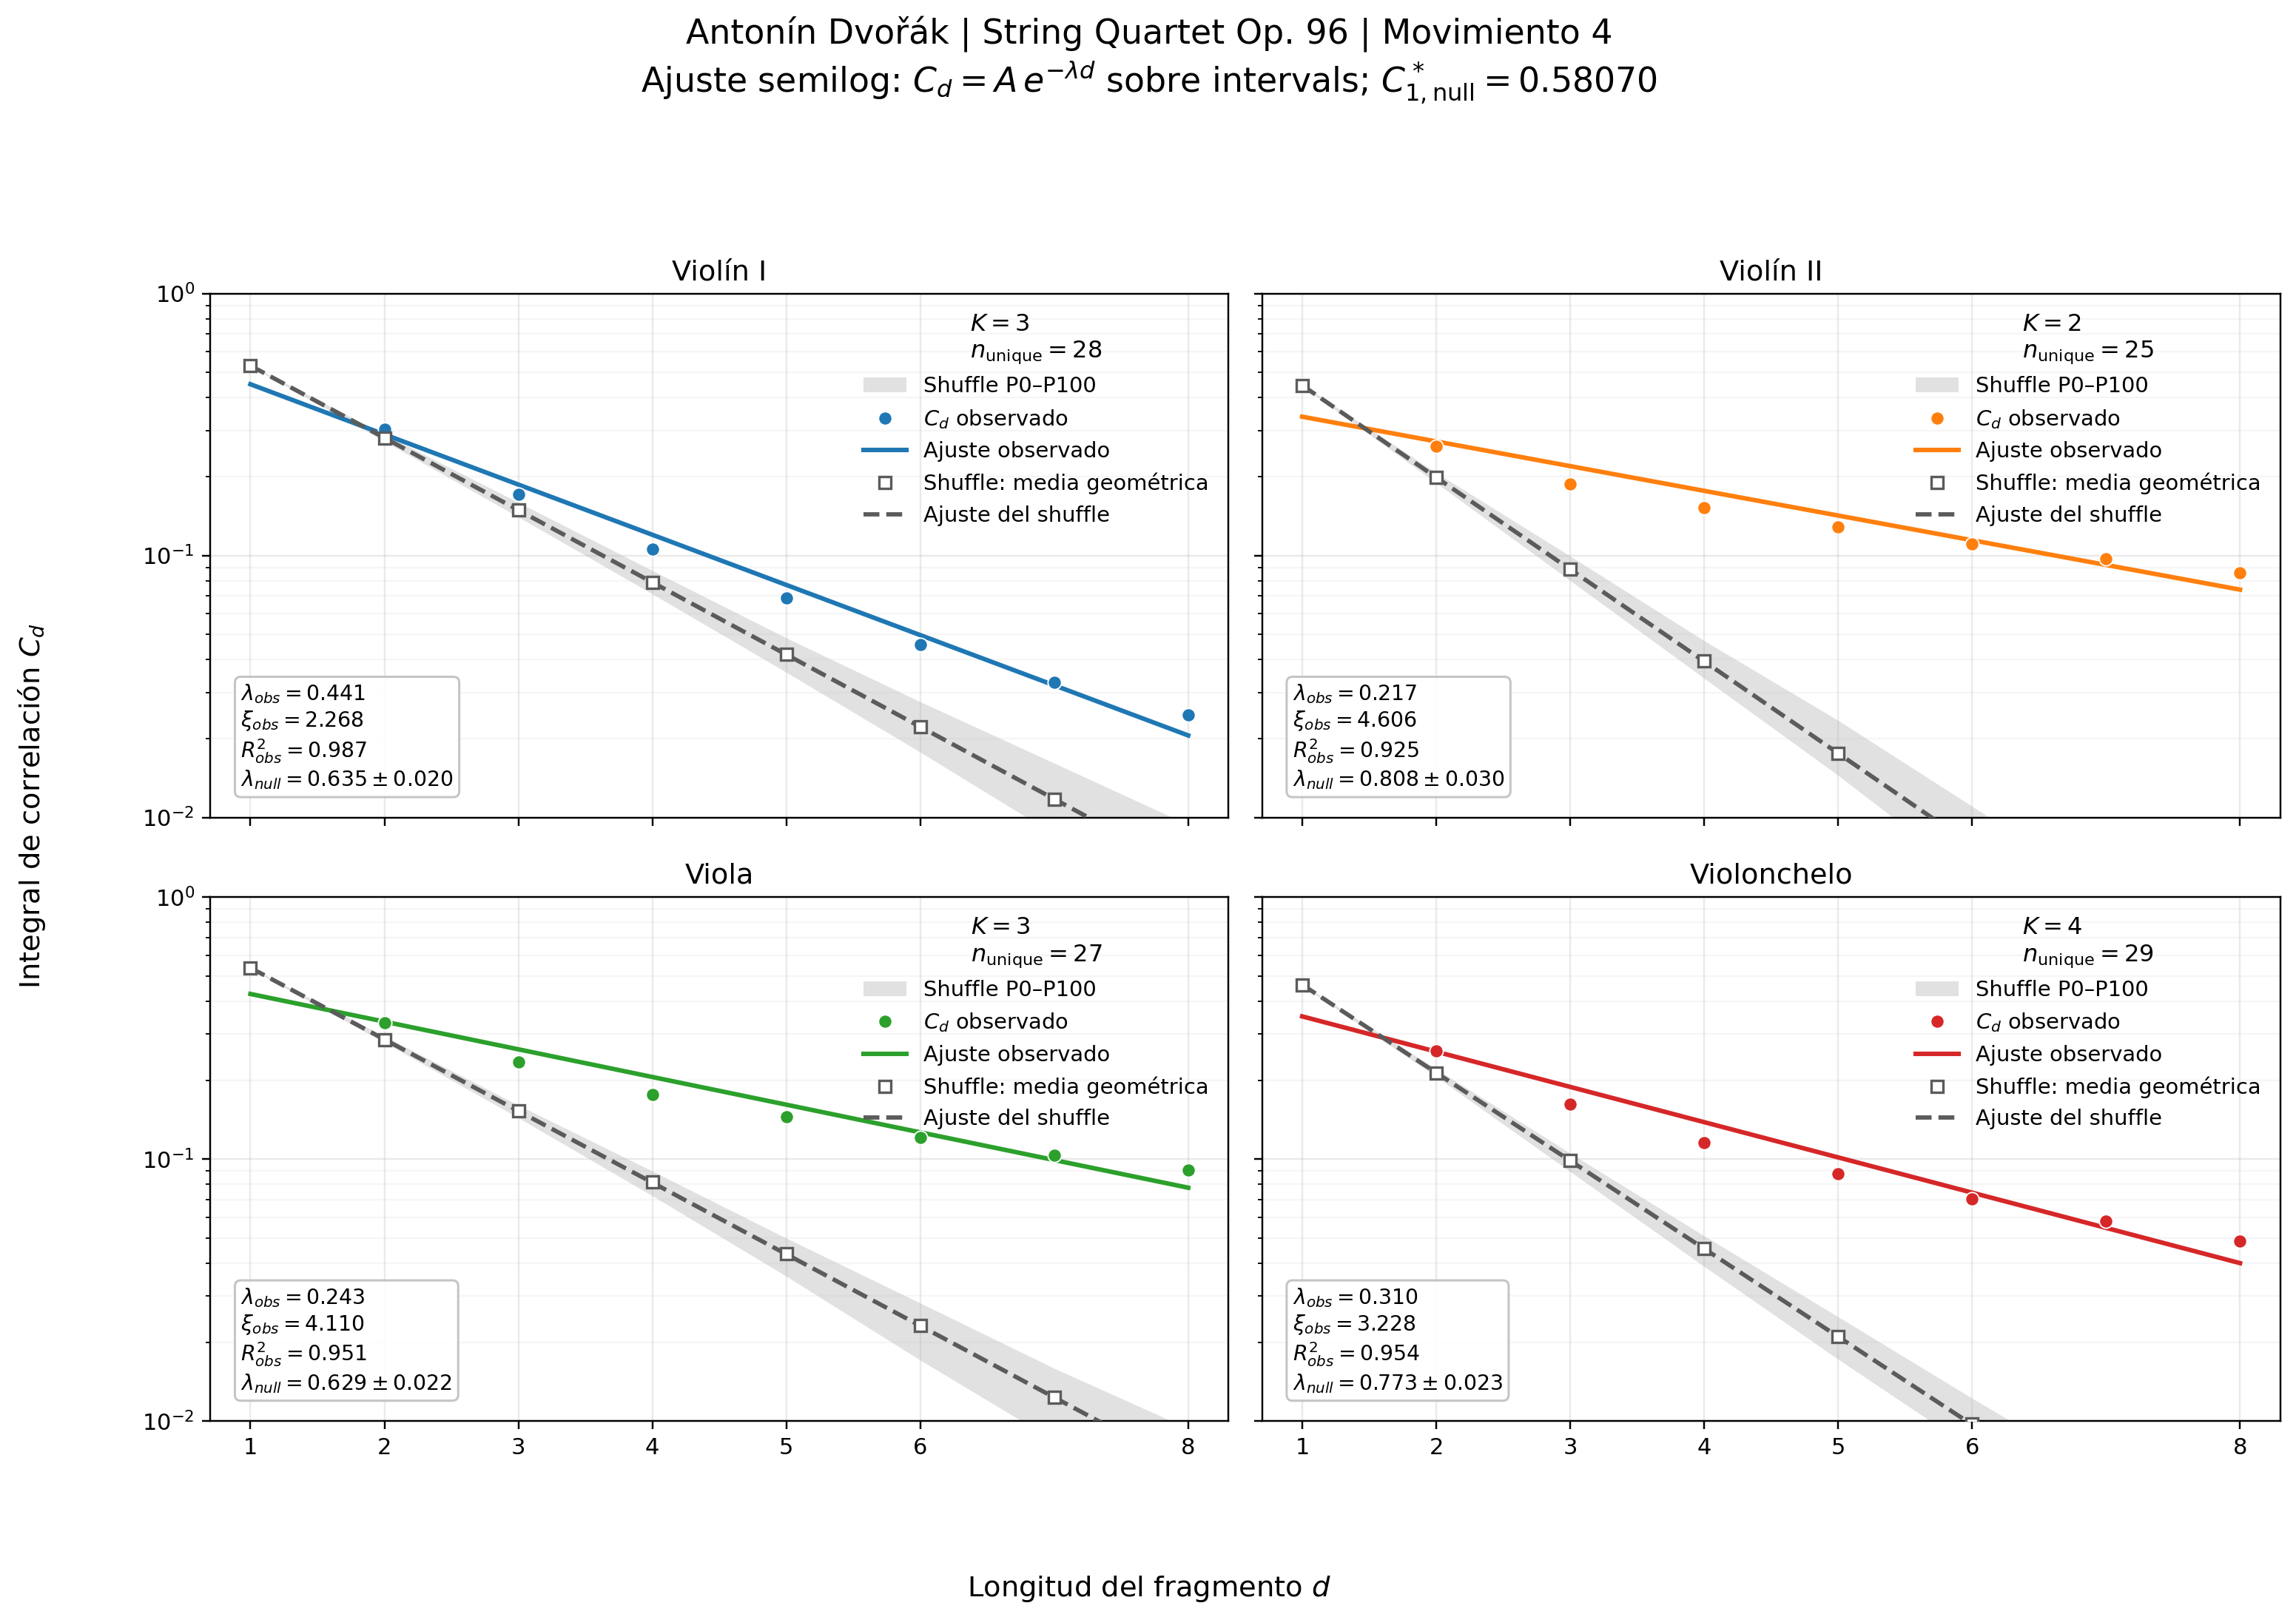 Antonín Dvořák | String Quartet Op. 96 | Movimiento 4
Ajuste semilog: $C_d = A\,e^{-\lambda d}$ sobre intervals; $C^*_{1,\mathrm{null}} = 0.58070$
Integral de correlación $C_d$
Violín I
10⁰
10⁻¹
10⁻²
K = 3
n_unique = 28
Shuffle P0–P100
C_d observado
Ajuste observado
Shuffle: media geométrica
Ajuste del shuffle
λ_obs = 0.441
ξ_obs = 2.268
R²_obs = 0.987
λ_null = 0.635 ± 0.020
Violín II
K = 2
n_unique = 25
Shuffle P0–P100
C_d observado
Ajuste observado
Shuffle: media geométrica
Ajuste del shuffle
λ_obs = 0.217
ξ_obs = 4.606
R²_obs = 0.925
λ_null = 0.808 ± 0.030
Viola
10⁰
10⁻¹
10⁻²
K = 3
n_unique = 27
Shuffle P0–P100
C_d observado
Ajuste observado
Shuffle: media geométrica
Ajuste del shuffle
λ_obs = 0.243
ξ_obs = 4.110
R²_obs = 0.951
λ_null = 0.629 ± 0.022
1 2 3 4 5 6 8
Violonchelo
K = 4
n_unique = 29
Shuffle P0–P100
C_d observado
Ajuste observado
Shuffle: media geométrica
Ajuste del shuffle
λ_obs = 0.310
ξ_obs = 3.228
R²_obs = 0.954
λ_null = 0.773 ± 0.023
1 2 3 4 5 6 8
Longitud del fragmento d